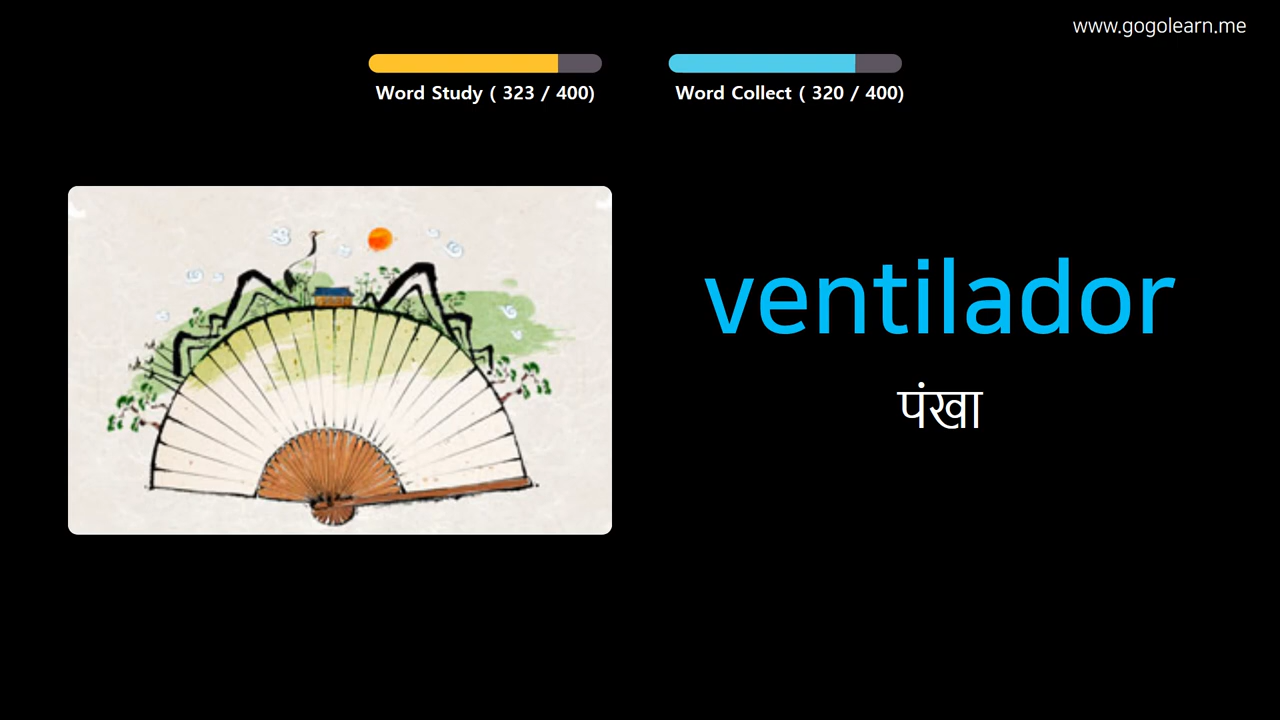 www.gogolearn.me
Word Study ( 323 / 400)
Word Collect ( 320 / 400)
ventilador
पंखा